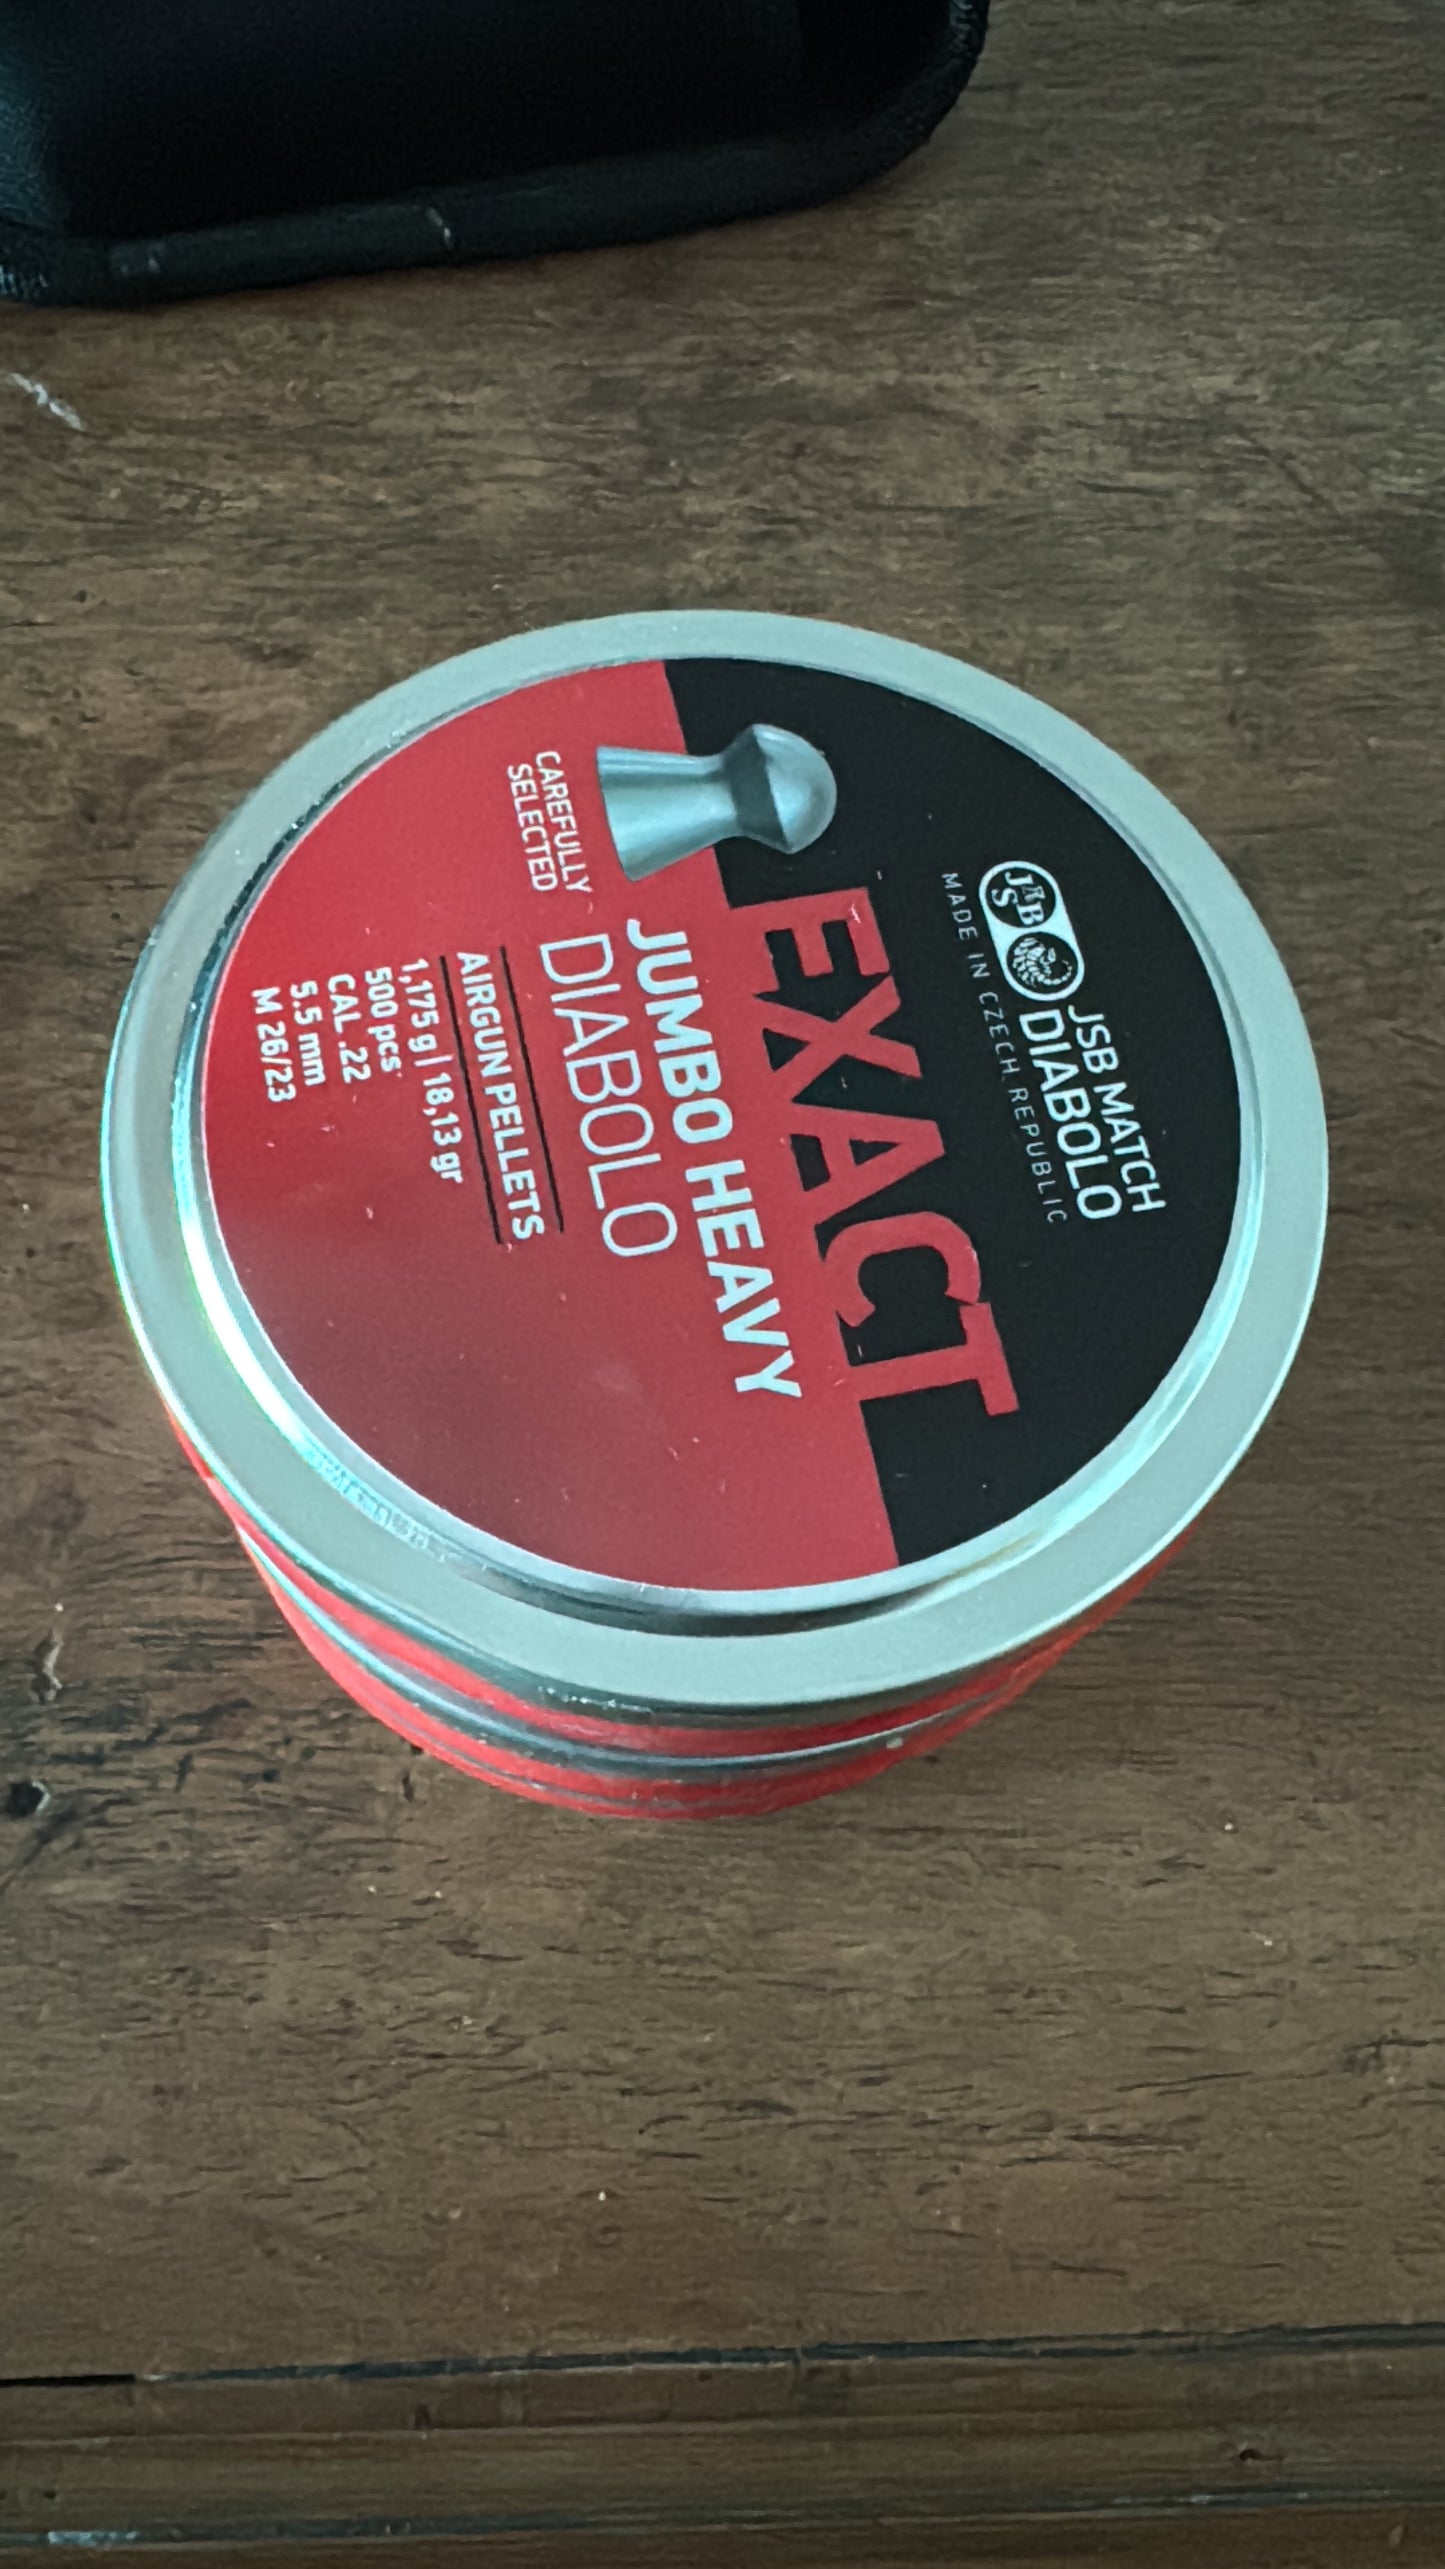 JSB
JSB MATCH
DIABOLO
MADE IN CZECH REPUBLIC
EXACT
JUMBO HEAVY
DIABOLO
CAREFULLY
SELECTED
AIRGUN PELLETS
1,175 g | 18,13 gr
500 pcs
CAL .22
5.5 mm
M 26/23